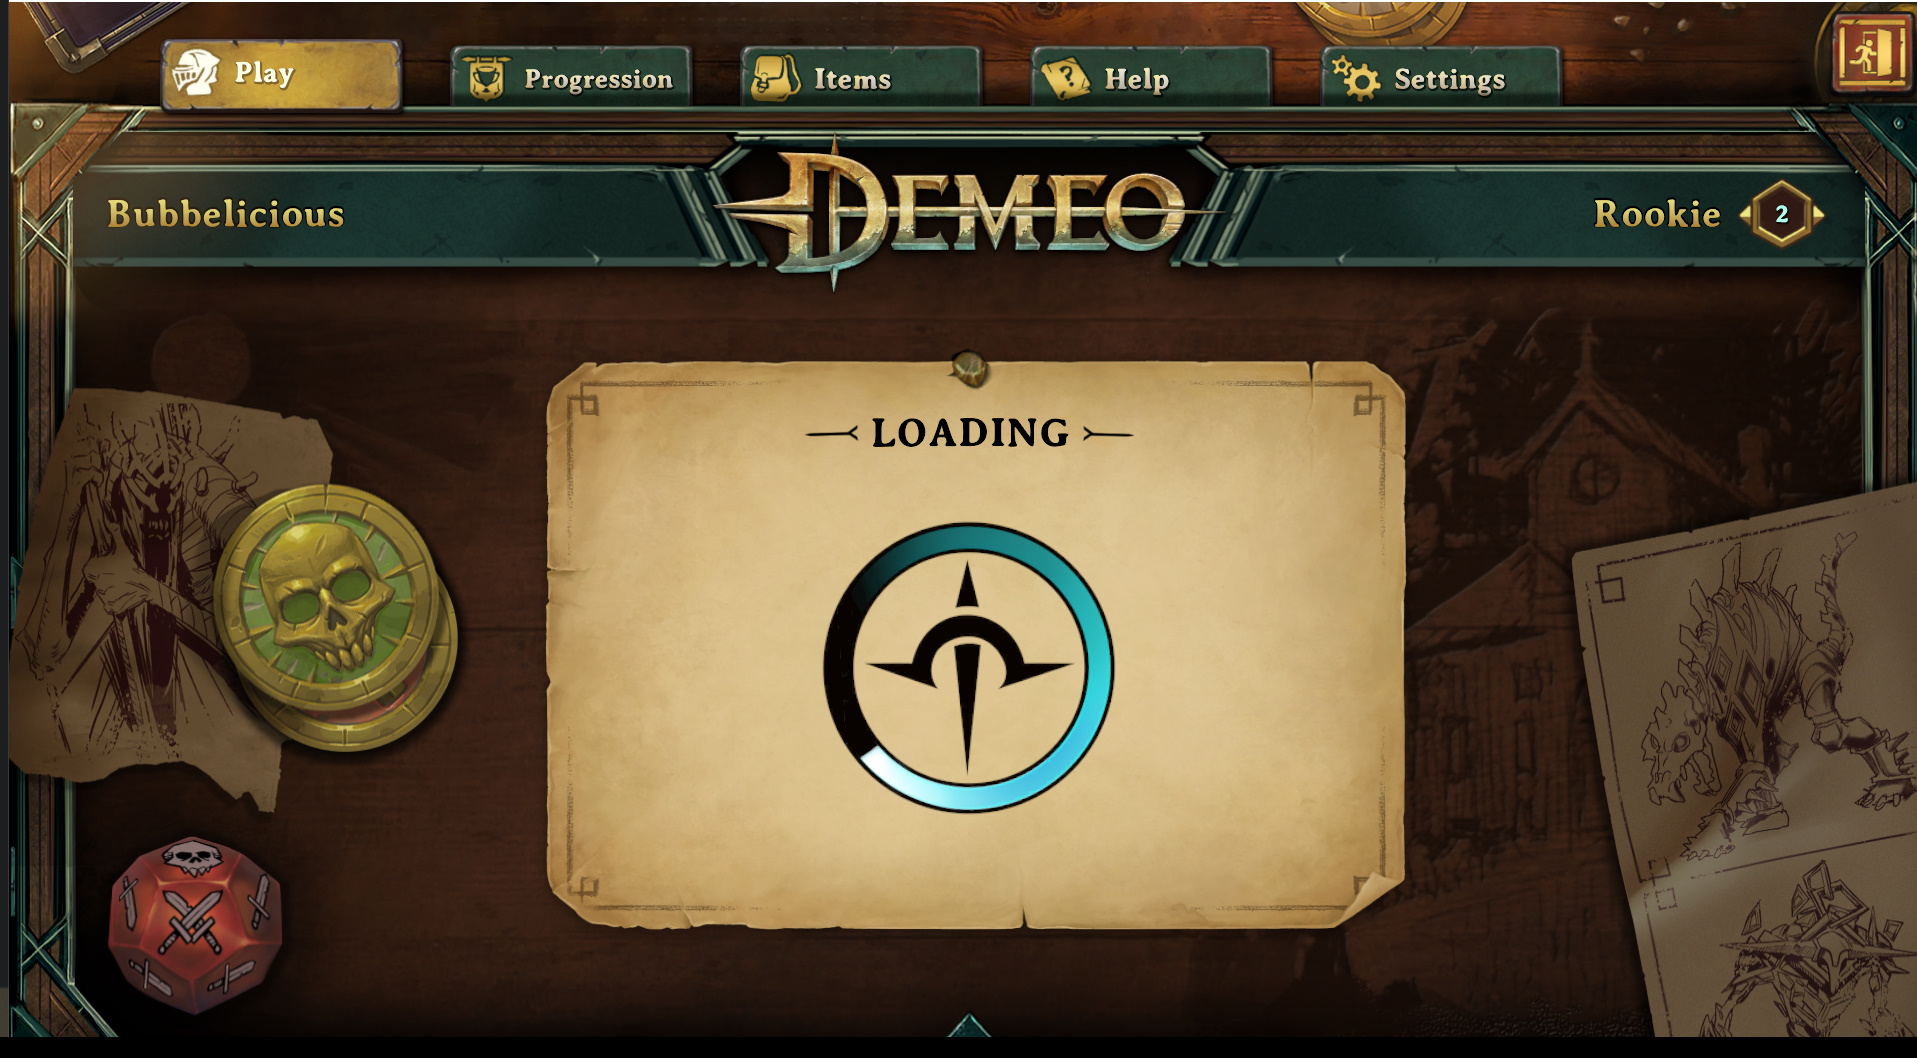 Play
Progression
Items
Help
Settings
Bubbelicious
DEMEO
Rookie
2
LOADING